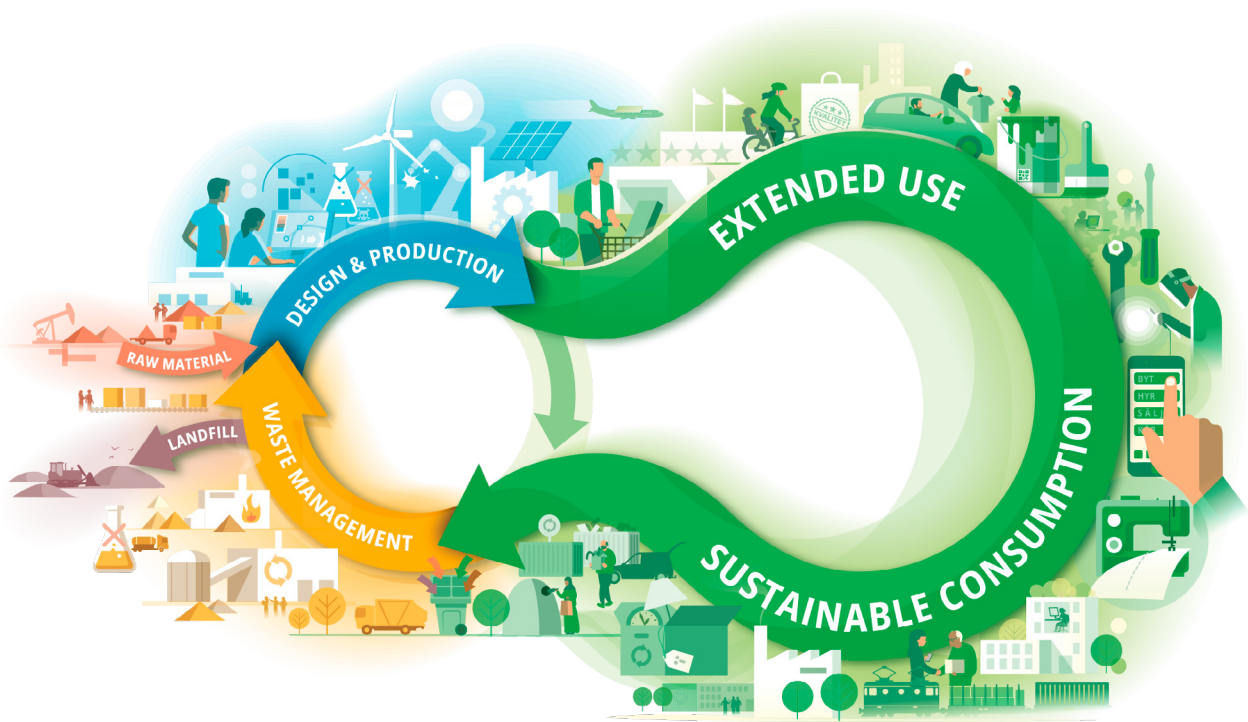 KVALITET
EXTENDED USE
DESIGN & PRODUCTION
RAW MATERIAL
BYT
HYR
SÄLJ
LANDFILL
WASTE MANAGEMENT
SUSTAINABLE CONSUMPTION